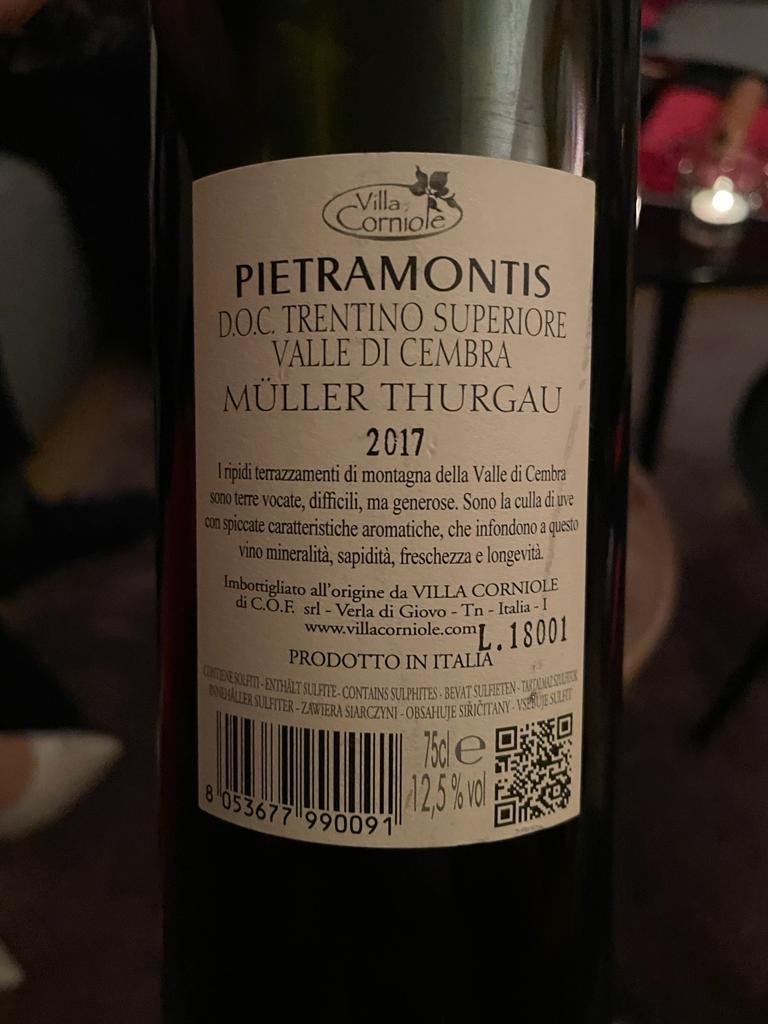 Villa
Corniole
PIETRAMONTIS
D.O.C. TRENTINO SUPERIORE
VALLE DI CEMBRA
MÜLLER THURGAU
2017
I ripidi terrazzamenti di montagna della Valle di Cembra
sono terre vocate, difficili, ma generose. Sono la culla di uve
con spiccate caratteristiche aromatiche, che infondono a questo
vino mineralità, sapidità, freschezza e longevità.
Imbottigliato all'origine da VILLA CORNIOLE
di C.O.F. srl - Verla di Giovo - Tn - Italia - I
www.villacorniole.com L.18001
PRODOTTO IN ITALIA
CONTIENE SOLFITI - ENTHÄLT SULFITE - CONTAINS SULPHITES - BEVAT SULFIETEN -
INNEHÅLLER SULFITER - ZAWIERA SIARCZYNI - OBSAHUJE SIŘIČITANY - VSEBUJE SULFIT
75cl e
12,5 % vol
8 053677 990091